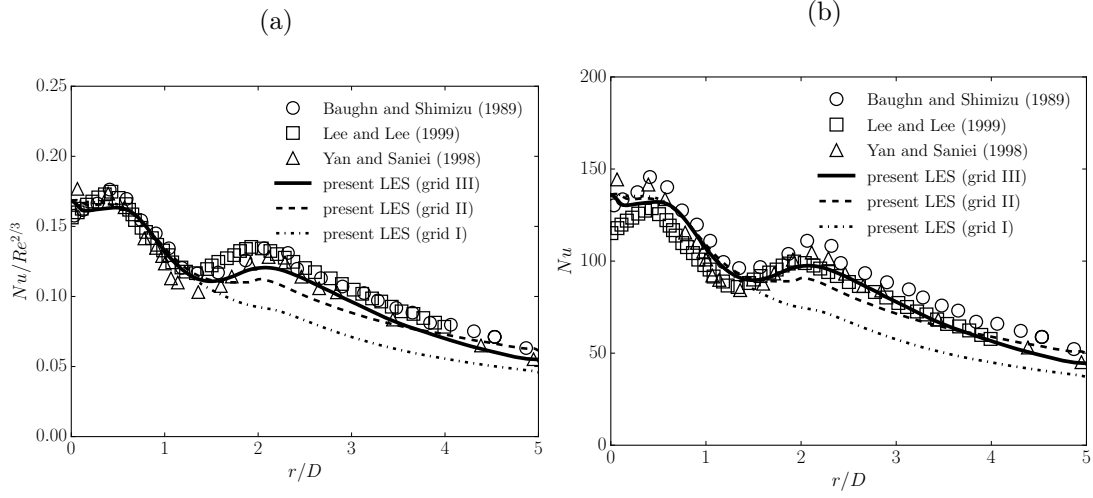 (a)
0.25
0.20
0.15
0.10
0.05
0.00
Nu/Re^{2/3}
Baughn and Shimizu (1989)
Lee and Lee (1999)
Yan and Saniei (1998)
present LES (grid III)
present LES (grid II)
present LES (grid I)
0 1 2 3 4 5
r/D
(b)
200
150
100
50
0
Nu
Baughn and Shimizu (1989)
Lee and Lee (1999)
Yan and Saniei (1998)
present LES (grid III)
present LES (grid II)
present LES (grid I)
0 1 2 3 4 5
r/D